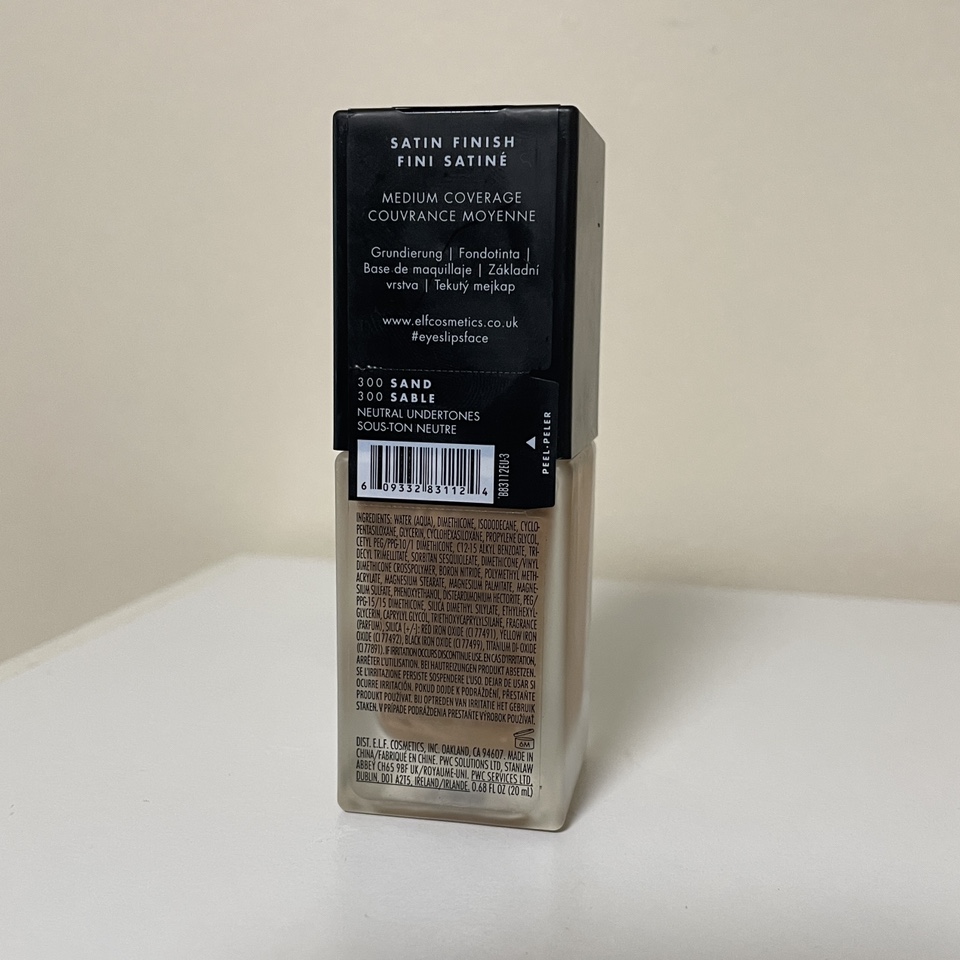 SATIN FINISH
FINI SATINÉ
MEDIUM COVERAGE
COUVRANCE MOYENNE
Grundierung | Fondotinta |
Base de maquillaje | Základní
vrstva | Tekutý mejkap
www.elfcosmetics.co.uk
#eyeslipsface
300 SAND
300 SABLE
NEUTRAL UNDERTONES
SOUS-TON NEUTRE
PEEL-PELER
B83112EU-3
6 09332 83112 4
INGREDIENTS: WATER (AQUA), DIMETHICONE, ISODODECANE, CYCLO-
PENTASILOXANE, GLYCERIN, CYCLOHEXASILOXANE, PROPYLENE GLYCOL,
CETYL PEG/PPG-10/1 DIMETHICONE, C12-15 ALKYL BENZOATE, TRI-
DECYL TRIMELLITATE, SORBITAN SESQUIOLEATE, DIMETHICONE/VINYL
DIMETHICONE CROSSPOLYMER, BORON NITRIDE, POLYMETHYL METH-
ACRYLATE, MAGNESIUM STEARATE, MAGNESIUM PALMITATE, MAGNE-
SIUM SULFATE, PHENOXYETHANOL, DISTEARDIMONIUM HECTORITE, PEG/
PPG-15/15 DIMETHICONE, SILICA DIMETHYL SILYLATE, ETHYLHEXYL-
GLYCERIN, CAPRYLYL GLYCOL, TRIETHOXYCAPRYLYLSILANE, FRAGRANCE
(PARFUM), SILICA [+/-]: RED IRON OXIDE (CI 77491), YELLOW IRON
(CI 77492), BLACK IRON OXIDE (CI 77499), TITANIUM DI-OXIDE
(CI 77891). IF IRRITATION OCCURS DISCONTINUE USE. EN CAS D'IRRITATION,
ARRÊTER L'UTILISATION. BEI HAUTREIZUNGEN PRODUKT ABSETZEN.
SE L'IRRITAZIONE PERSISTE SOSPENDERE L'USO. DEJAR DE USAR SI
OCURRE IRRITACIÓN. POKUD DOJDE K PODRÁŽDĚNÍ, PŘESTAŇTE
PRODUKT POUŽÍVAT. BIJ OPTREDEN VAN IRRITATIE HET GEBRUIK
STAKEN. V PRÍPADE PODRÁŽDENIA PRESTAŇTE VÝROBOK POUŽÍVAŤ.
6M
DIST. E.L.F. COSMETICS, INC. OAKLAND, CA 94607. MADE IN
CHINA/FABRIQUÉ EN CHINE. PWC SOLUTIONS LTD, STANLAW
ABBEY CH65 9BF UK/ROYAUME-UNI. PWC SERVICES LTD,
DUBLIN, D01 A215, IRELAND/IRLANDE. 0.68 FL OZ (20 mL)